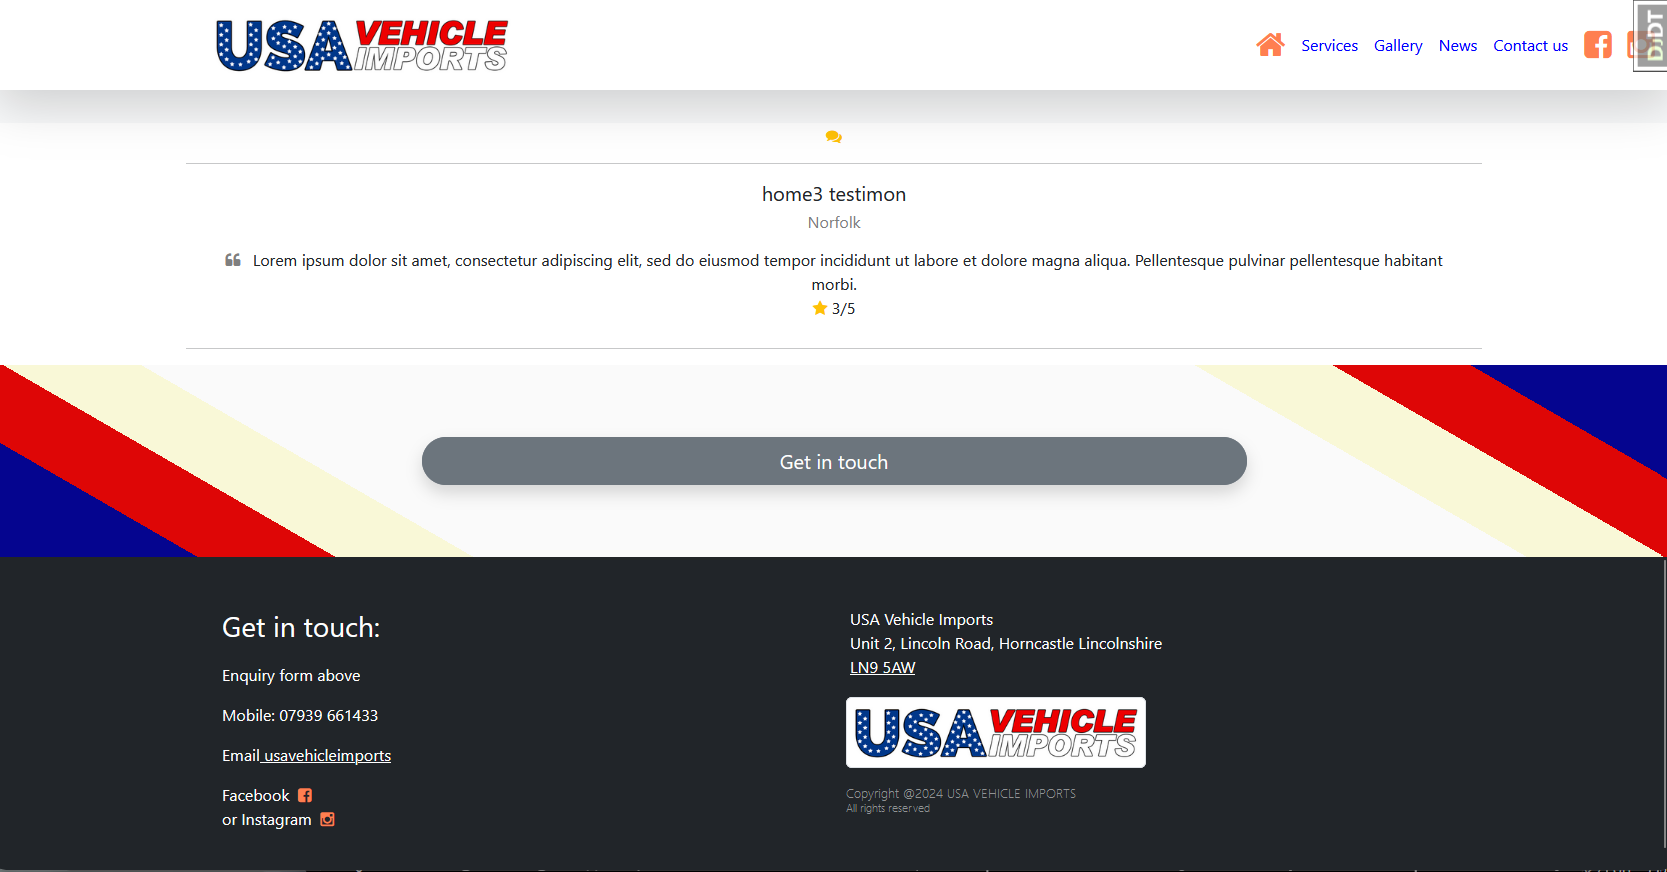 USA VEHICLE IMPORTS
Services Gallery News Contact us
DJDT
home3 testimon
Norfolk
Lorem ipsum dolor sit amet, consectetur adipiscing elit, sed do eiusmod tempor incididunt ut labore et dolore magna aliqua. Pellentesque pulvinar pellentesque habitant
morbi.
3/5
Get in touch
Get in touch:
Enquiry form above
Mobile: 07939 661433
Email usavehicleimports
Facebook
or Instagram
USA Vehicle Imports
Unit 2, Lincoln Road, Horncastle Lincolnshire
LN9 5AW
USA VEHICLE IMPORTS
Copyright @2024 USA VEHICLE IMPORTS
All rights reserved